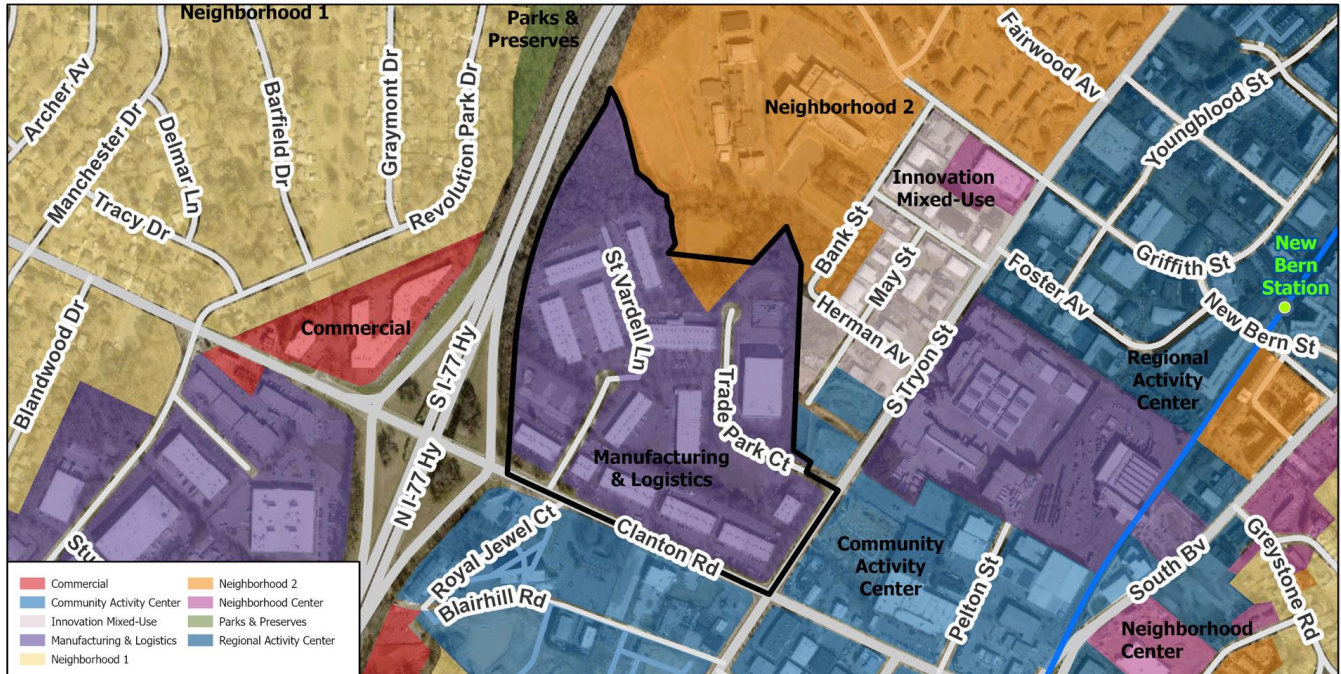 Neighborhood 1
Parks &
Preserves
Archer Av
Manchester Dr
Delmar Ln
Barfield Dr
Graymont Dr
Revolution Park Dr
Tracy Dr
Blandwood Dr
Commercial
S I-77 Hy
N I-77 Hy
Stu
Neighborhood 2
Fairwood Av
Youngblood St
Innovation
Mixed-Use
Bank St
May St
Herman Av
Griffith St
Foster Av
New Bern St
New
Bern
Station
S Tryon St
Regional
Activity
Center
St Vardell Ln
Trade Park Ct
Manufacturing
& Logistics
Clanton Rd
Royal Jewel Ct
Blairhill Rd
Community
Activity
Center
Pelton St
South Bv
Greystone Rd
Neighborhood
Center
Commercial
Community Activity Center
Innovation Mixed-Use
Manufacturing & Logistics
Neighborhood 1
Neighborhood 2
Neighborhood Center
Parks & Preserves
Regional Activity Center